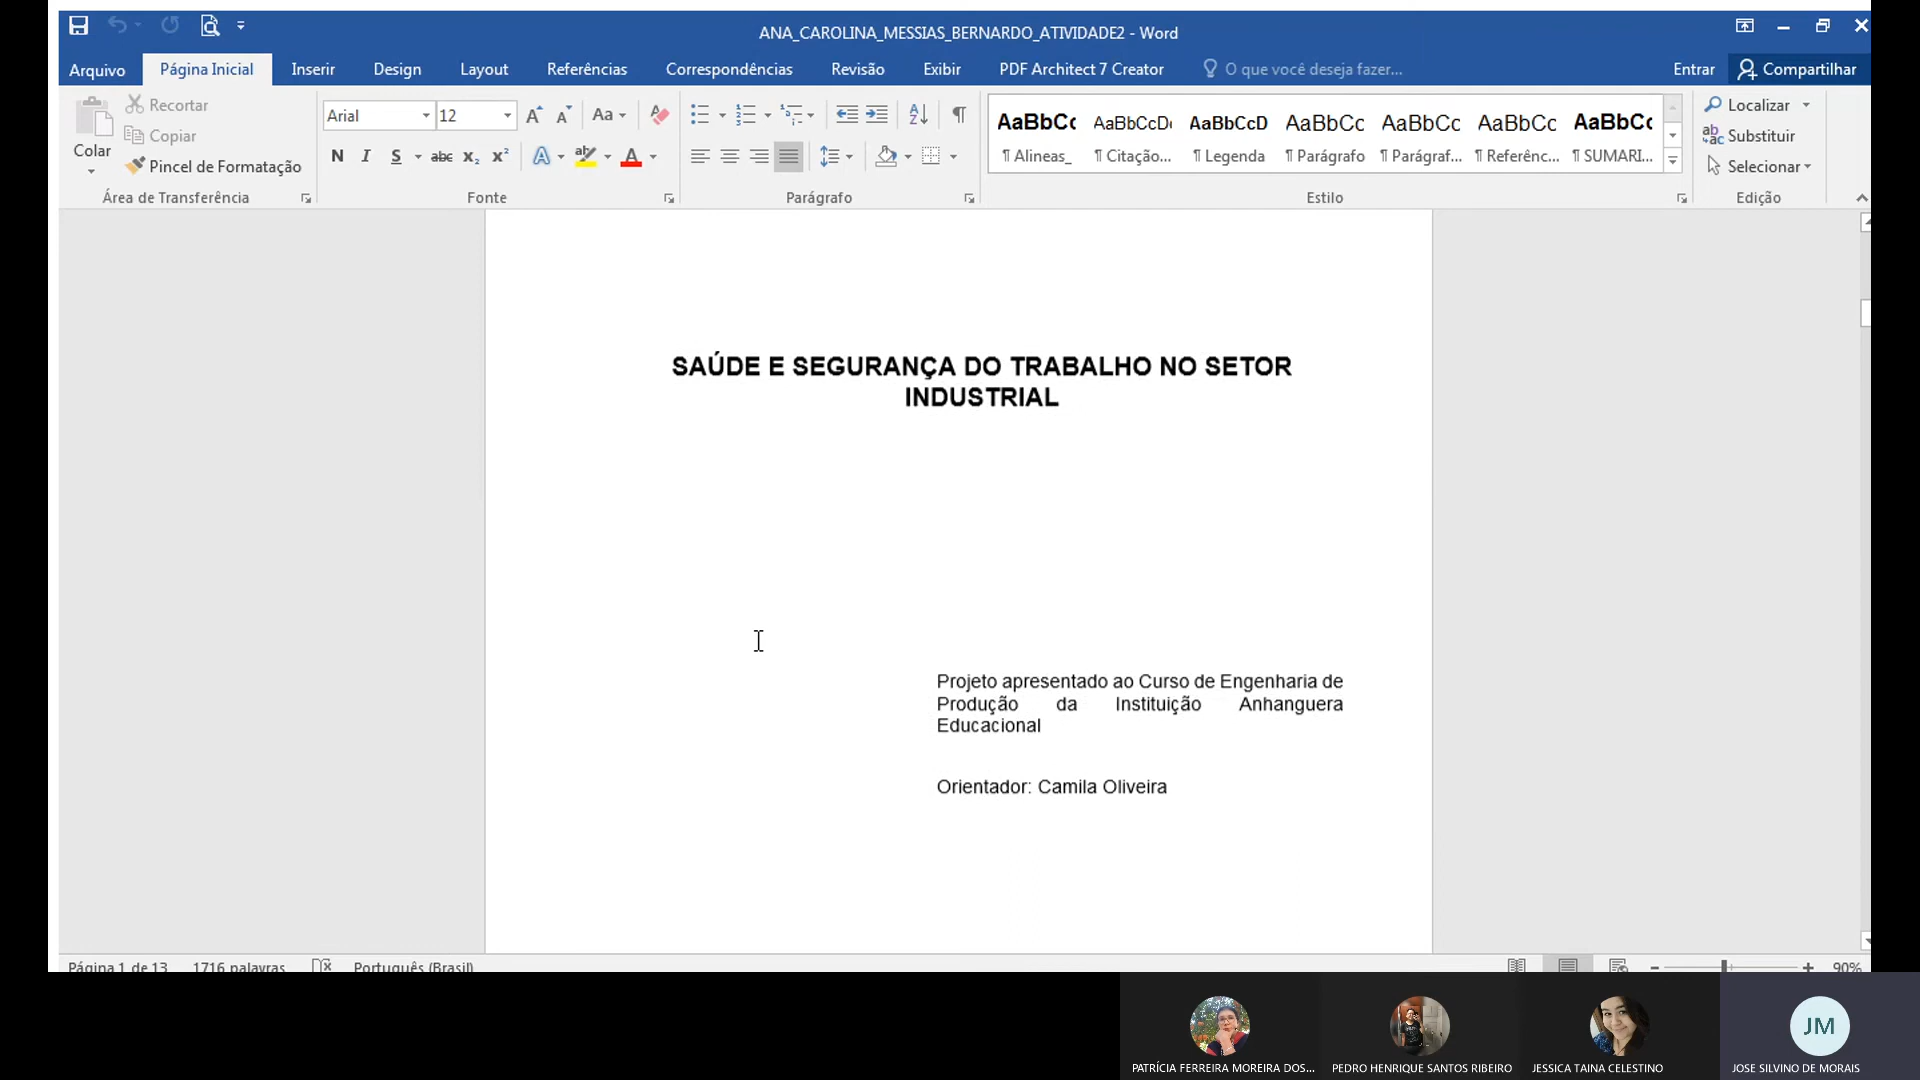 ANA_CAROLINA_MESSIAS_BERNARDO_ATIVIDADE2 - Word
Arquivo Página Inicial Inserir Design Layout Referências Correspondências Revisão Exibir PDF Architect 7 Creator O que você deseja fazer... Entrar Compartilhar
Colar
Recortar
Copiar
Pincel de Formatação
Área de Transferência
Arial 12 Aa
N I S abc x₂ x² A ab A
Fonte
Parágrafo
AaBbCc AaBbCcDc AaBbCcD AaBbCc AaBbCc AaBbCc AaBbCc
¶ Alineas_ ¶ Citação... ¶ Legenda ¶ Parágrafo ¶ Parágraf... ¶ Referênc... ¶ SUMARI...
Estilo
Localizar
Substituir
Selecionar
Edição
SAÚDE E SEGURANÇA DO TRABALHO NO SETOR
INDUSTRIAL
Projeto apresentado ao Curso de Engenharia de
Produção da Instituição Anhanguera
Educacional
Orientador: Camila Oliveira
Página 1 de 13 1716 palavras Português (Brasil) 90%
JM
PATRÍCIA FERREIRA MOREIRA DOS... PEDRO HENRIQUE SANTOS RIBEIRO JESSICA TAINA CELESTINO JOSE SILVINO DE MORAIS